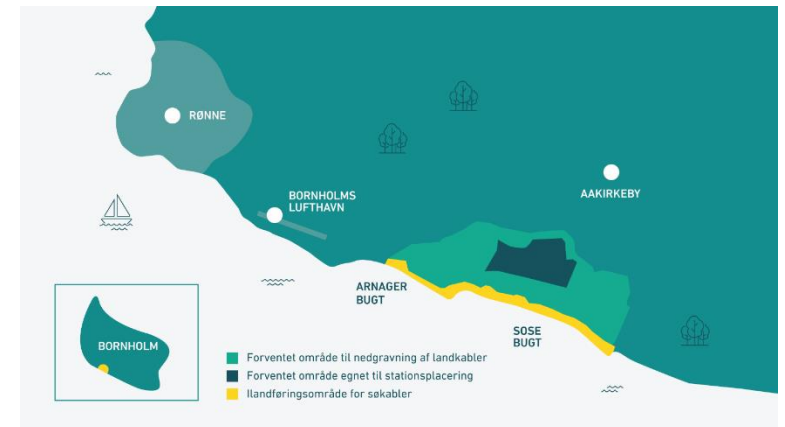 RØNNE
BORNHOLMS
LUFTHAVN
AAKIRKEBY
ARNAGER
BUGT
SOSE
BUGT
BORNHOLM
Forventet område til nedgravning af landkabler
Forventet område egnet til stationsplacering
Ilandføringsområde for søkabler